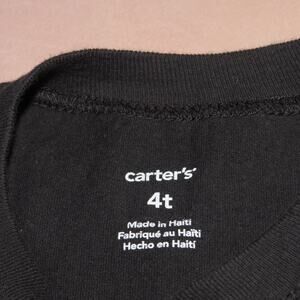 carter's
4t
Made in Haiti
Fabriqué au Haïti
Hecho en Haití